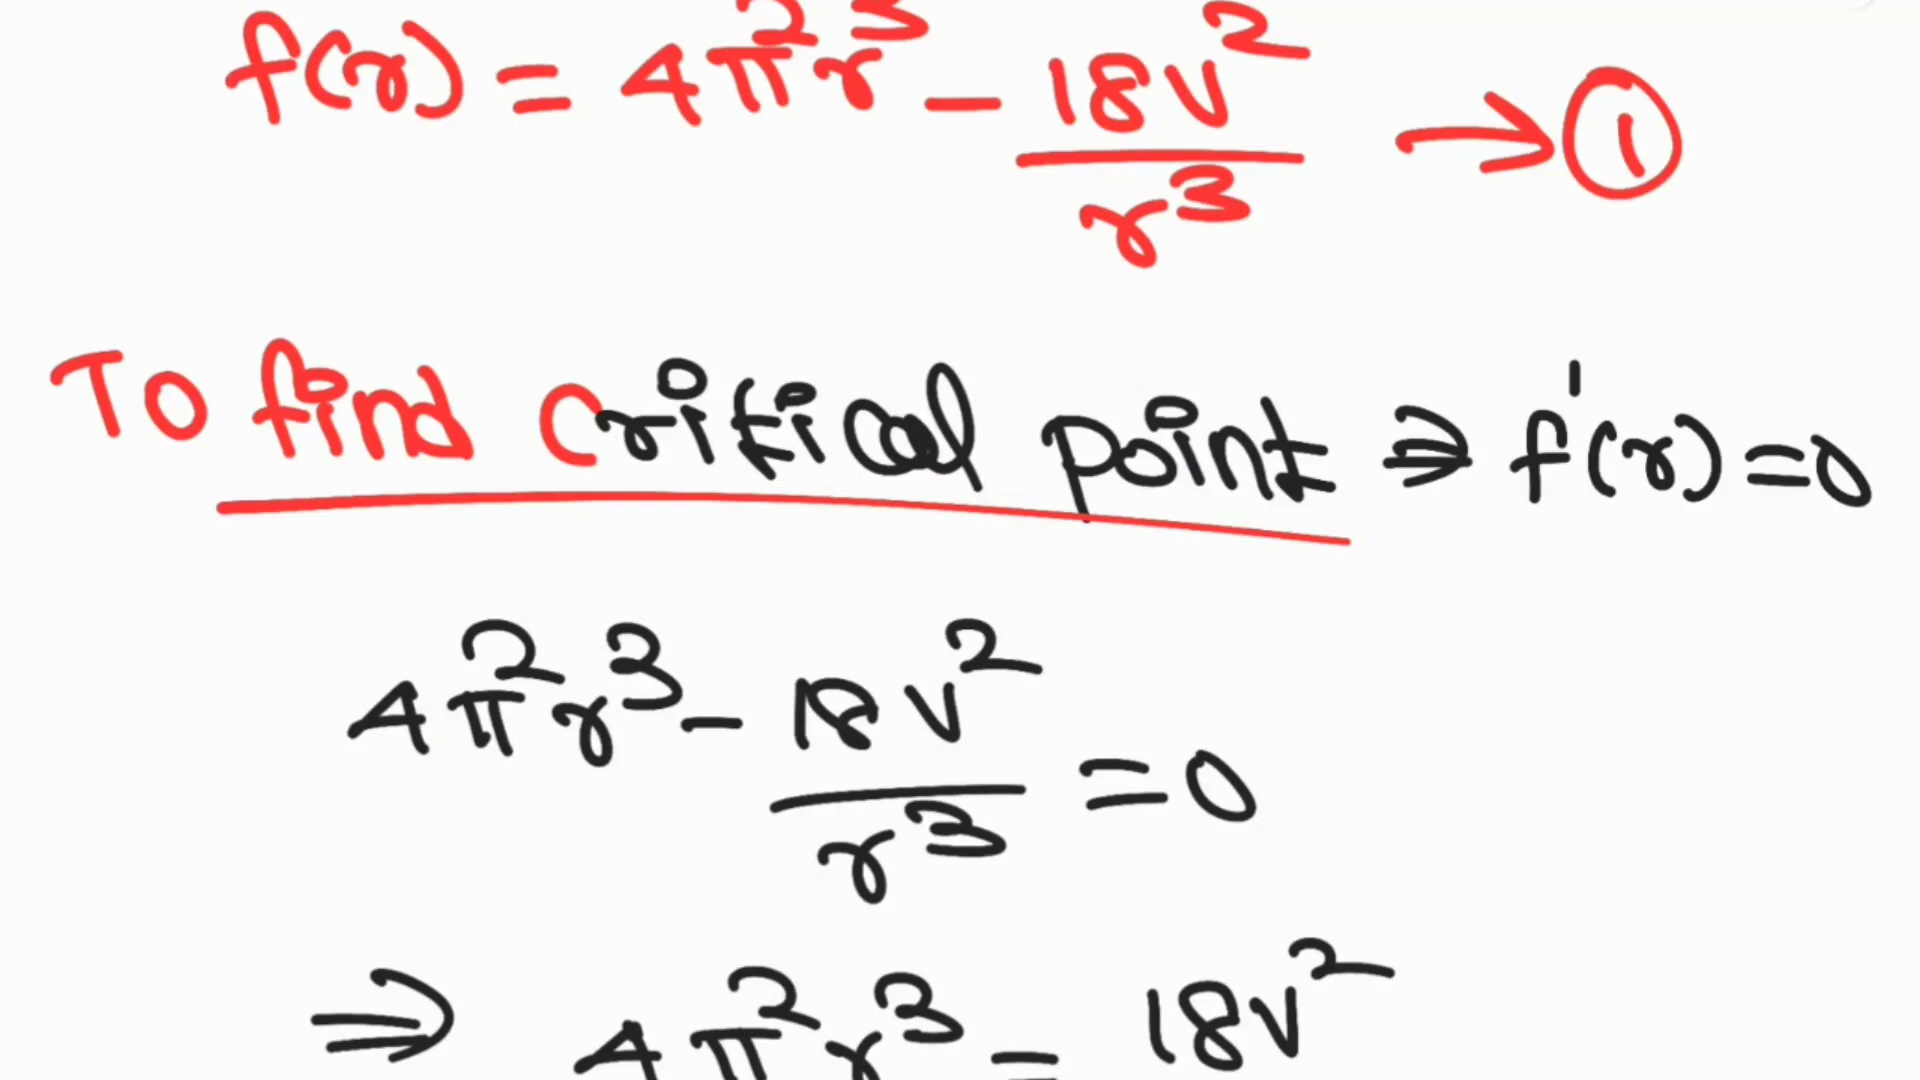 f(r) = 4π²r³ - 18v²/r³ → ①
To find critical point ⇒ f'(r) = 0
4π²r³ - 18v²/r³ = 0
⇒ 4π²r³ = 18v²